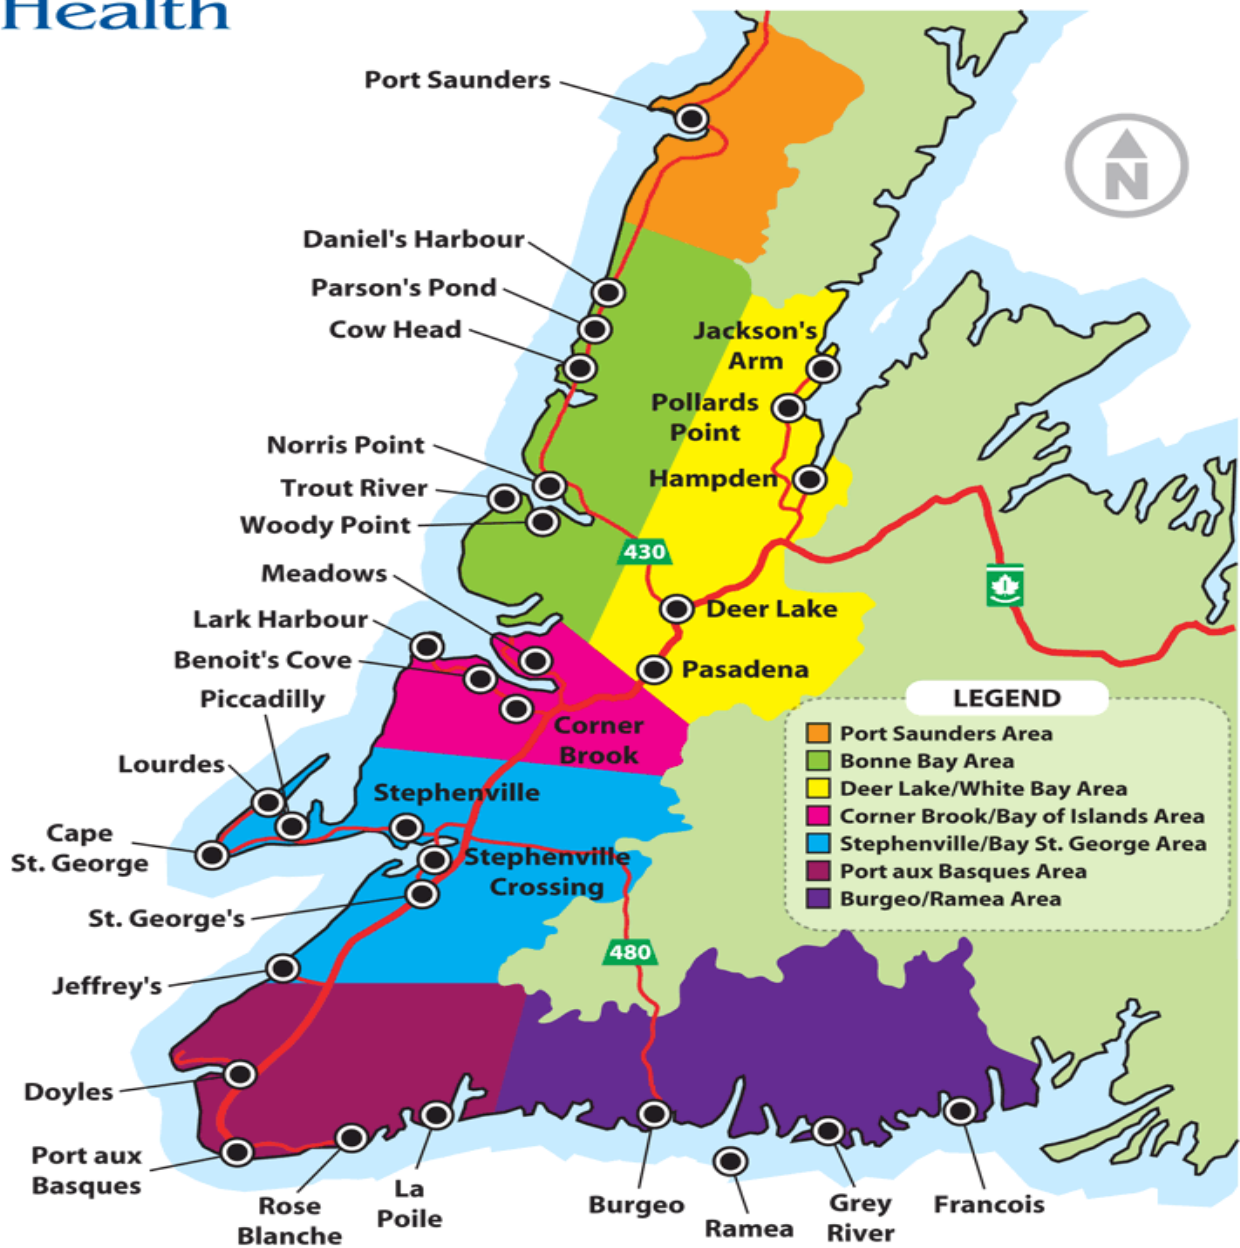 Health
Port Saunders
N
Daniel's Harbour
Parson's Pond
Cow Head
Jackson's
Arm
Pollards
Point
Norris Point
Hampden
Trout River
Woody Point
430
Meadows
1
Deer Lake
Lark Harbour
Benoit's Cove
Pasadena
Piccadilly
Corner
Brook
Lourdes
Stephenville
Cape
St. George
Stephenville
Crossing
St. George's
480
Jeffrey's
LEGEND
Port Saunders Area
Bonne Bay Area
Deer Lake/White Bay Area
Corner Brook/Bay of Islands Area
Stephenville/Bay St. George Area
Port aux Basques Area
Burgeo/Ramea Area
Doyles
Port aux
Basques
Rose
Blanche
La
Poile
Burgeo
Ramea
Grey
River
Francois